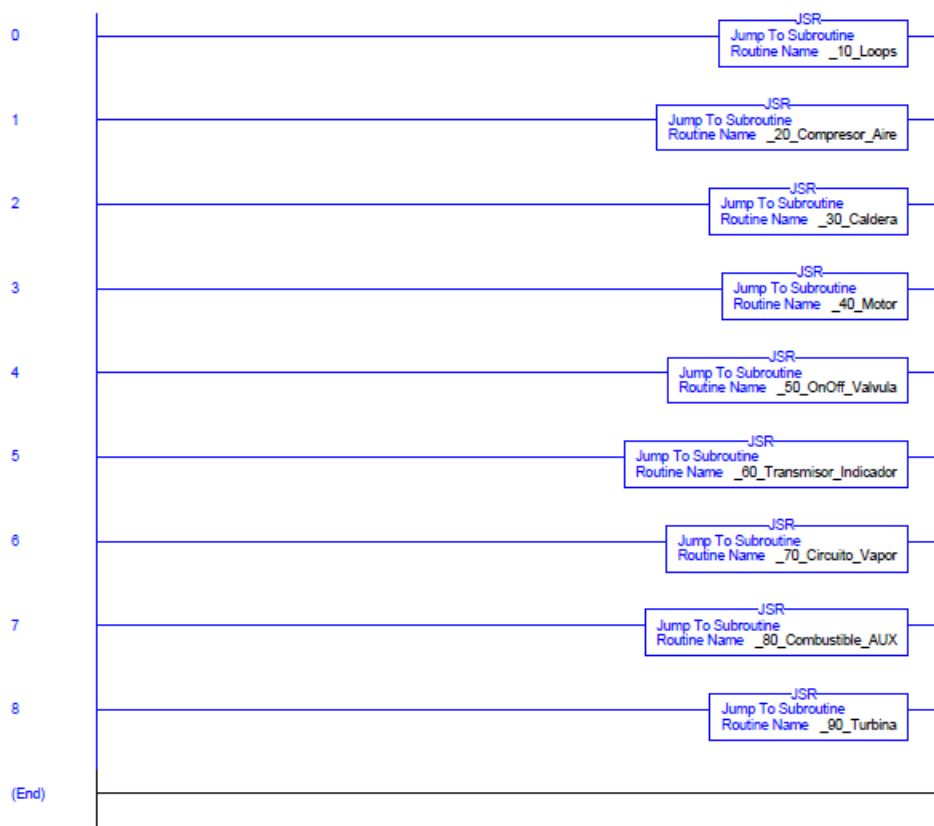 0
JSR
Jump To Subroutine
Routine Name _10_Loops
1
JSR
Jump To Subroutine
Routine Name _20_Compresor_Aire
2
JSR
Jump To Subroutine
Routine Name _30_Caldera
3
JSR
Jump To Subroutine
Routine Name _40_Motor
4
JSR
Jump To Subroutine
Routine Name _50_OnOff_Valvula
5
JSR
Jump To Subroutine
Routine Name _60_Transmisor_Indicador
6
JSR
Jump To Subroutine
Routine Name _70_Circuito_Vapor
7
JSR
Jump To Subroutine
Routine Name _80_Combustible_AUX
8
JSR
Jump To Subroutine
Routine Name _90_Turbina
(End)